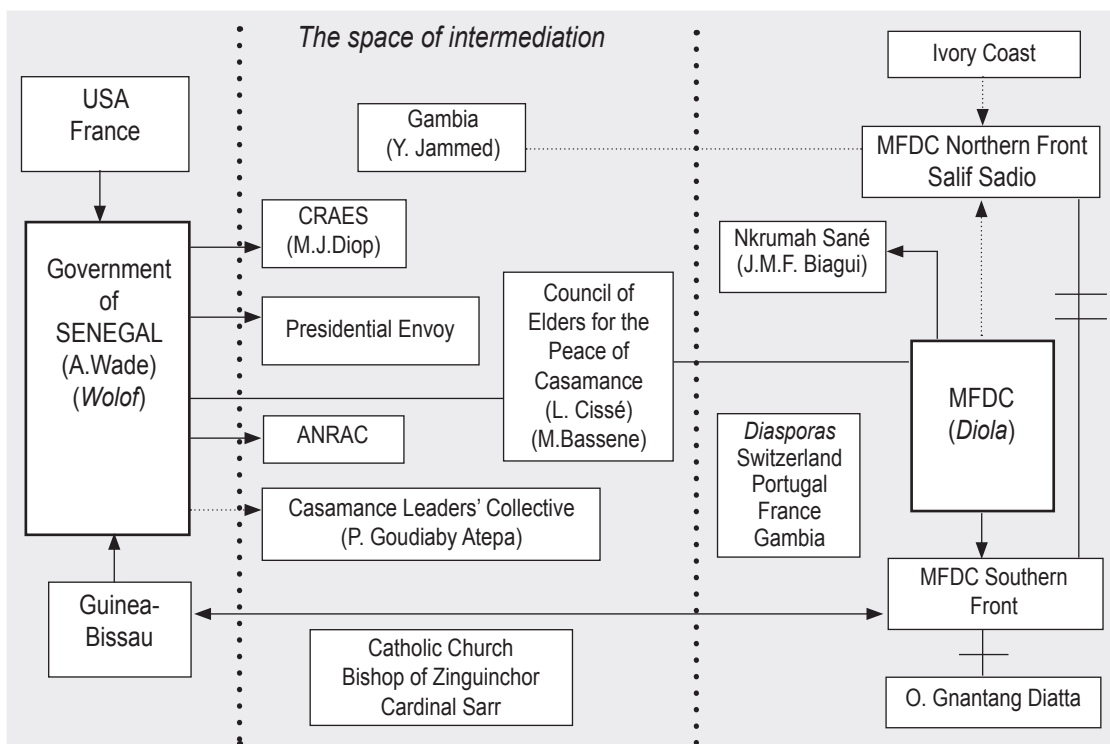 The space of intermediation
USA
France
Government
of
SENEGAL
(A.Wade)
(Wolof)
Guinea-
Bissau
Gambia
(Y. Jammed)
CRAES
(M.J.Diop)
Presidential Envoy
ANRAC
Casamance Leaders' Collective
(P. Goudiaby Atepa)
Council of
Elders for the
Peace of
Casamance
(L. Cissé)
(M.Bassene)
Catholic Church
Bishop of Zinguinchor
Cardinal Sarr
Ivory Coast
MFDC Northern Front
Salif Sadio
Nkrumah Sané
(J.M.F. Biagui)
MFDC
(Diola)
Diasporas
Switzerland
Portugal
France
Gambia
MFDC Southern
Front
O. Gnantang Diatta